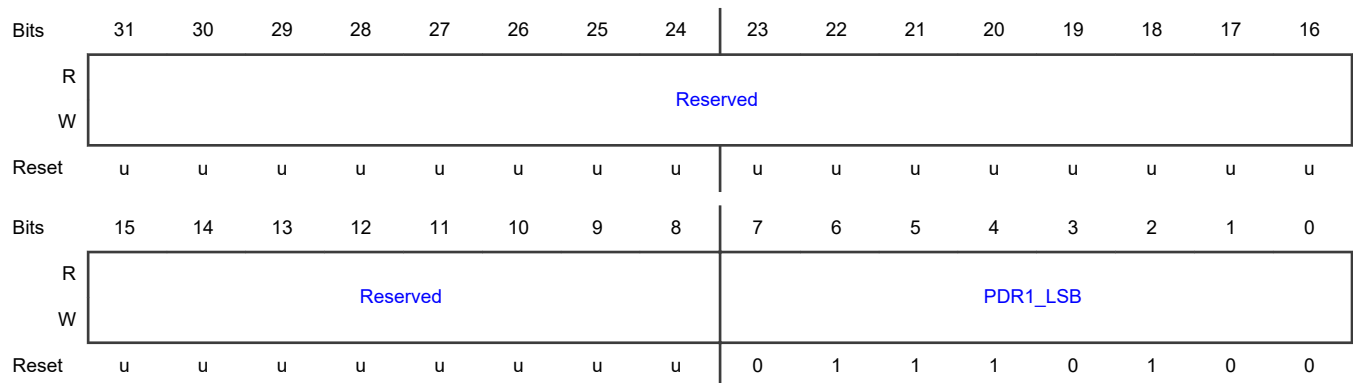 Bits 31 30 29 28 27 26 25 24 23 22 21 20 19 18 17 16
R
Reserved
W
Reset u u u u u u u u u u u u u u u u
Bits 15 14 13 12 11 10 9 8 7 6 5 4 3 2 1 0
R
Reserved PDR1_LSB
W
Reset u u u u u u u u 0 1 1 1 0 1 0 0